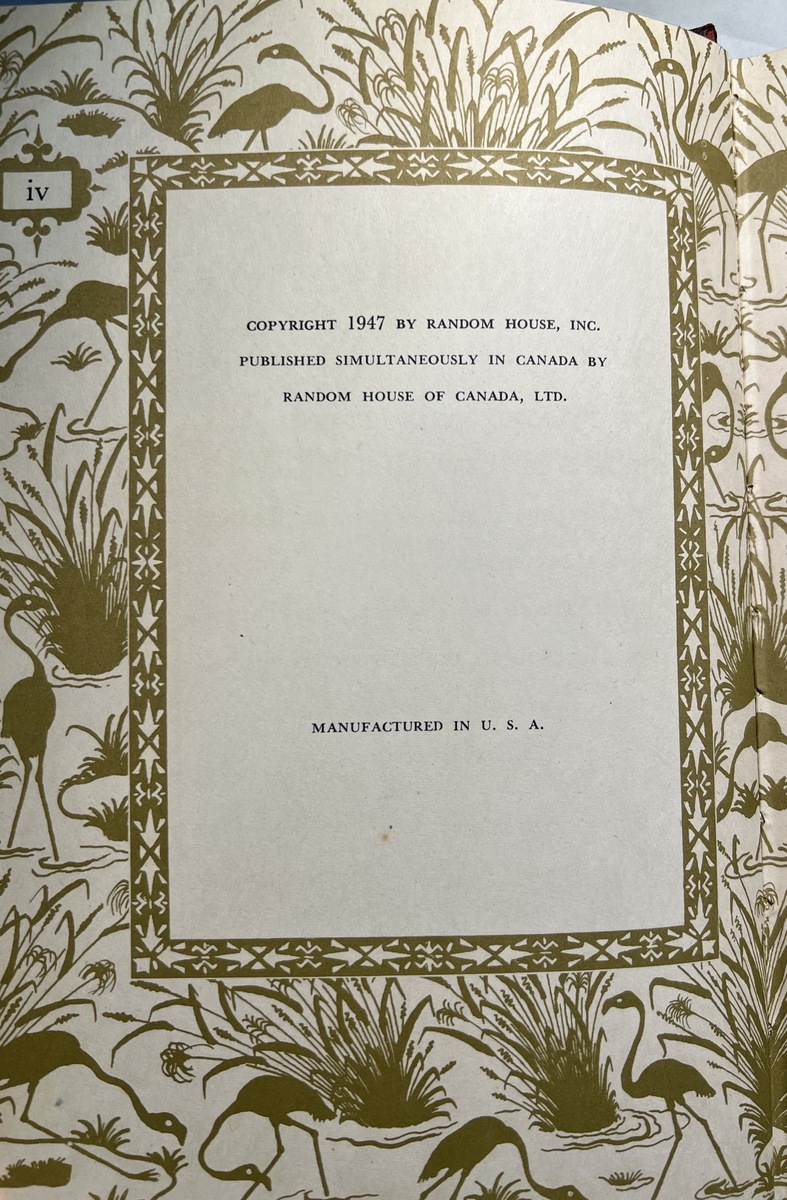 iv
COPYRIGHT 1947 BY RANDOM HOUSE, INC.
PUBLISHED SIMULTANEOUSLY IN CANADA BY
RANDOM HOUSE OF CANADA, LTD.
MANUFACTURED IN U. S. A.